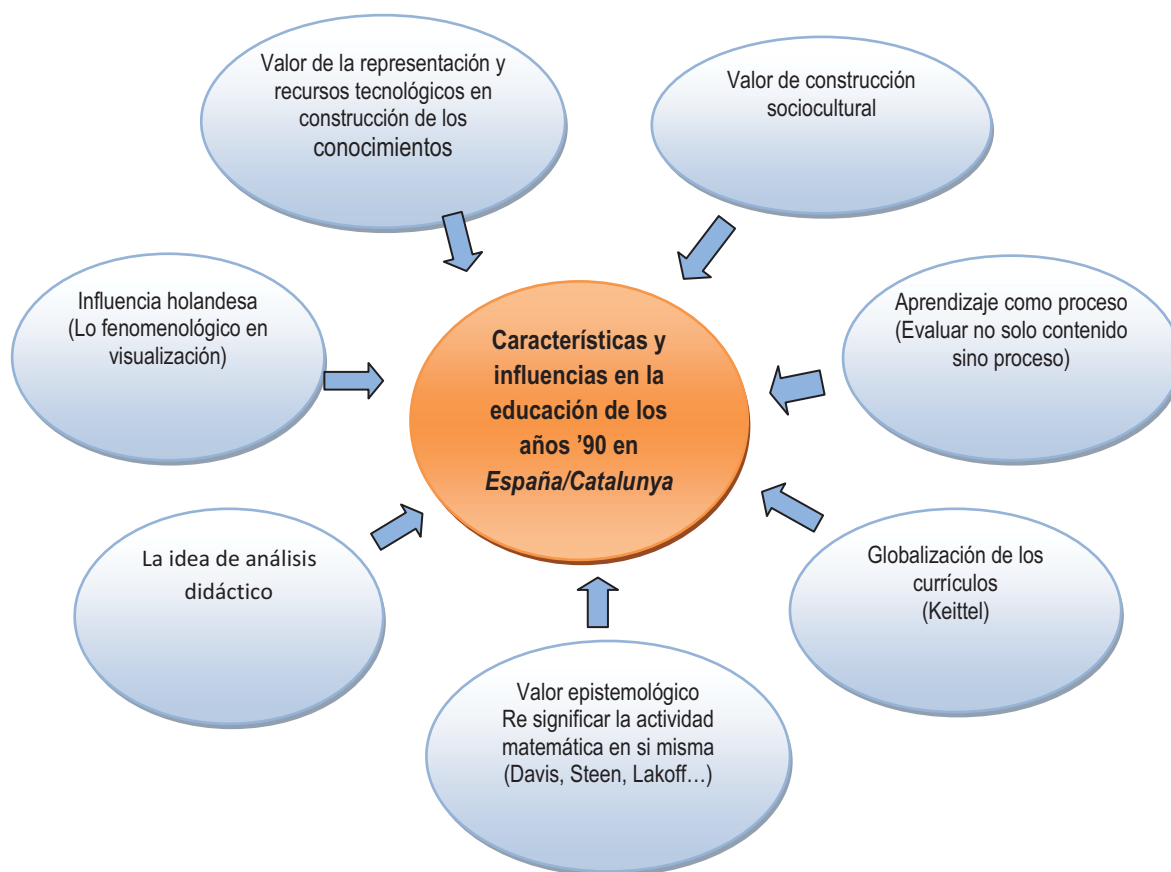 Valor de la representación y
recursos tecnológicos en
construcción de los
conocimientos
Valor de construcción
sociocultural
Influencia holandesa
(Lo fenomenológico en
visualización)
Características y
influencias en la
educación de los
años ’90 en
España/Catalunya
Aprendizaje como proceso
(Evaluar no solo contenido
sino proceso)
La idea de análisis
didáctico
Globalización de los
currículos
(Keittel)
Valor epistemológico
Re significar la actividad
matemática en si misma
(Davis, Steen, Lakoff…)